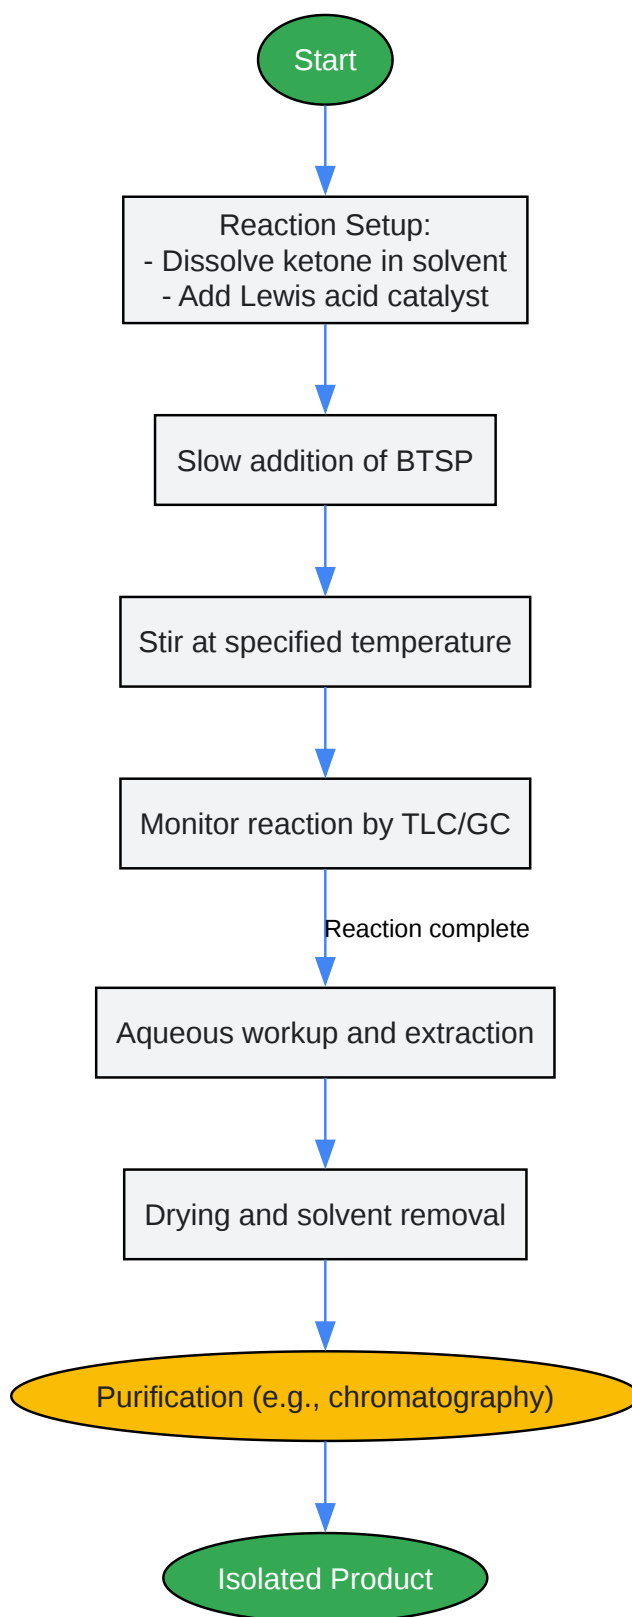 Start
Reaction Setup:
- Dissolve ketone in solvent
- Add Lewis acid catalyst
Slow addition of BTSP
Stir at specified temperature
Monitor reaction by TLC/GC
Reaction complete
Aqueous workup and extraction
Drying and solvent removal
Purification (e.g., chromatography)
Isolated Product